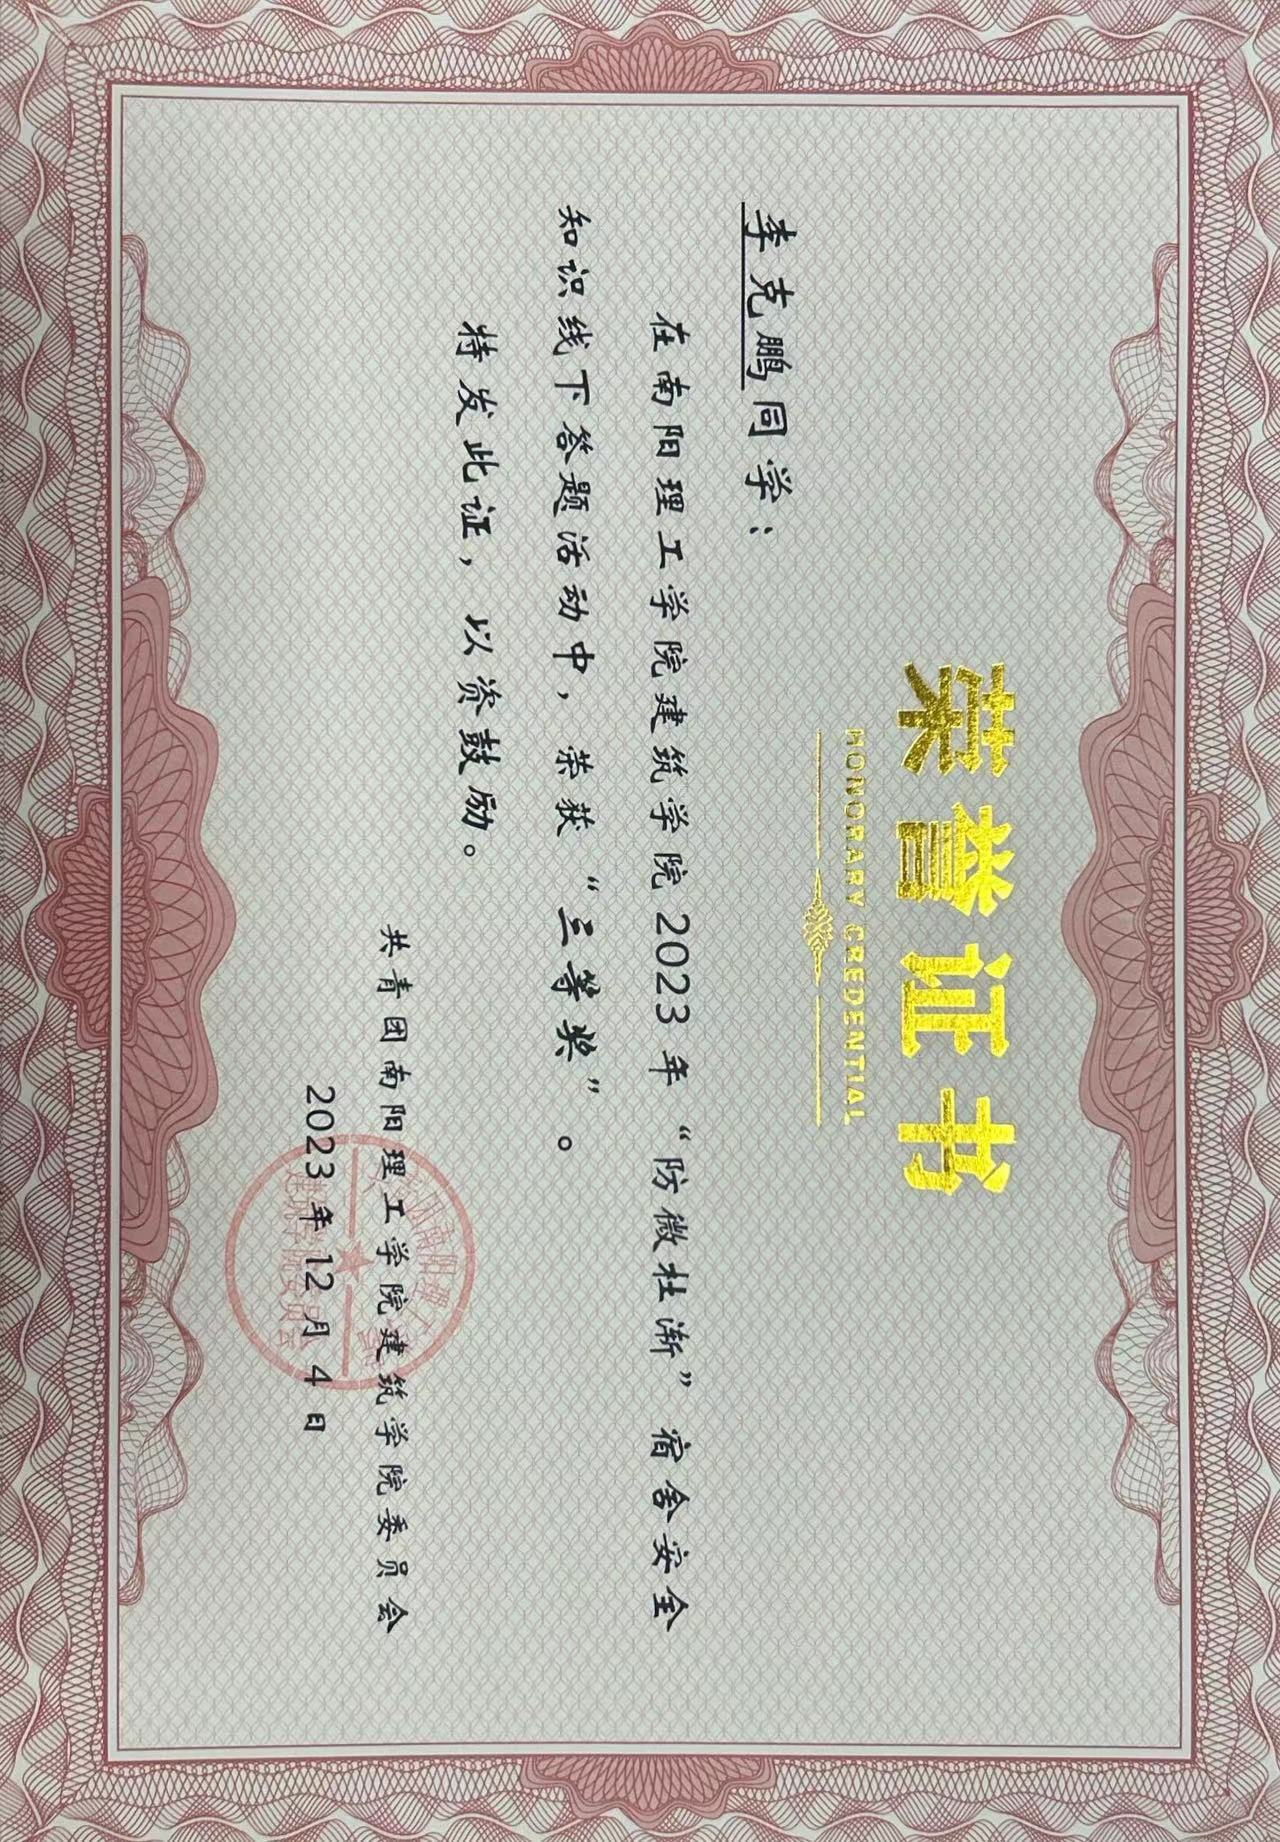 荣誉证书
HONORARY CREDENTIAL
李克鹏同学：
在南阳理工学院建筑学院2023年“防微杜渐”宿舍安全
知识线下答题活动中，荣获“三等奖”。
特发此证，以资鼓励。
共青团南阳理工学院建筑学院委员会
2023年12月4日